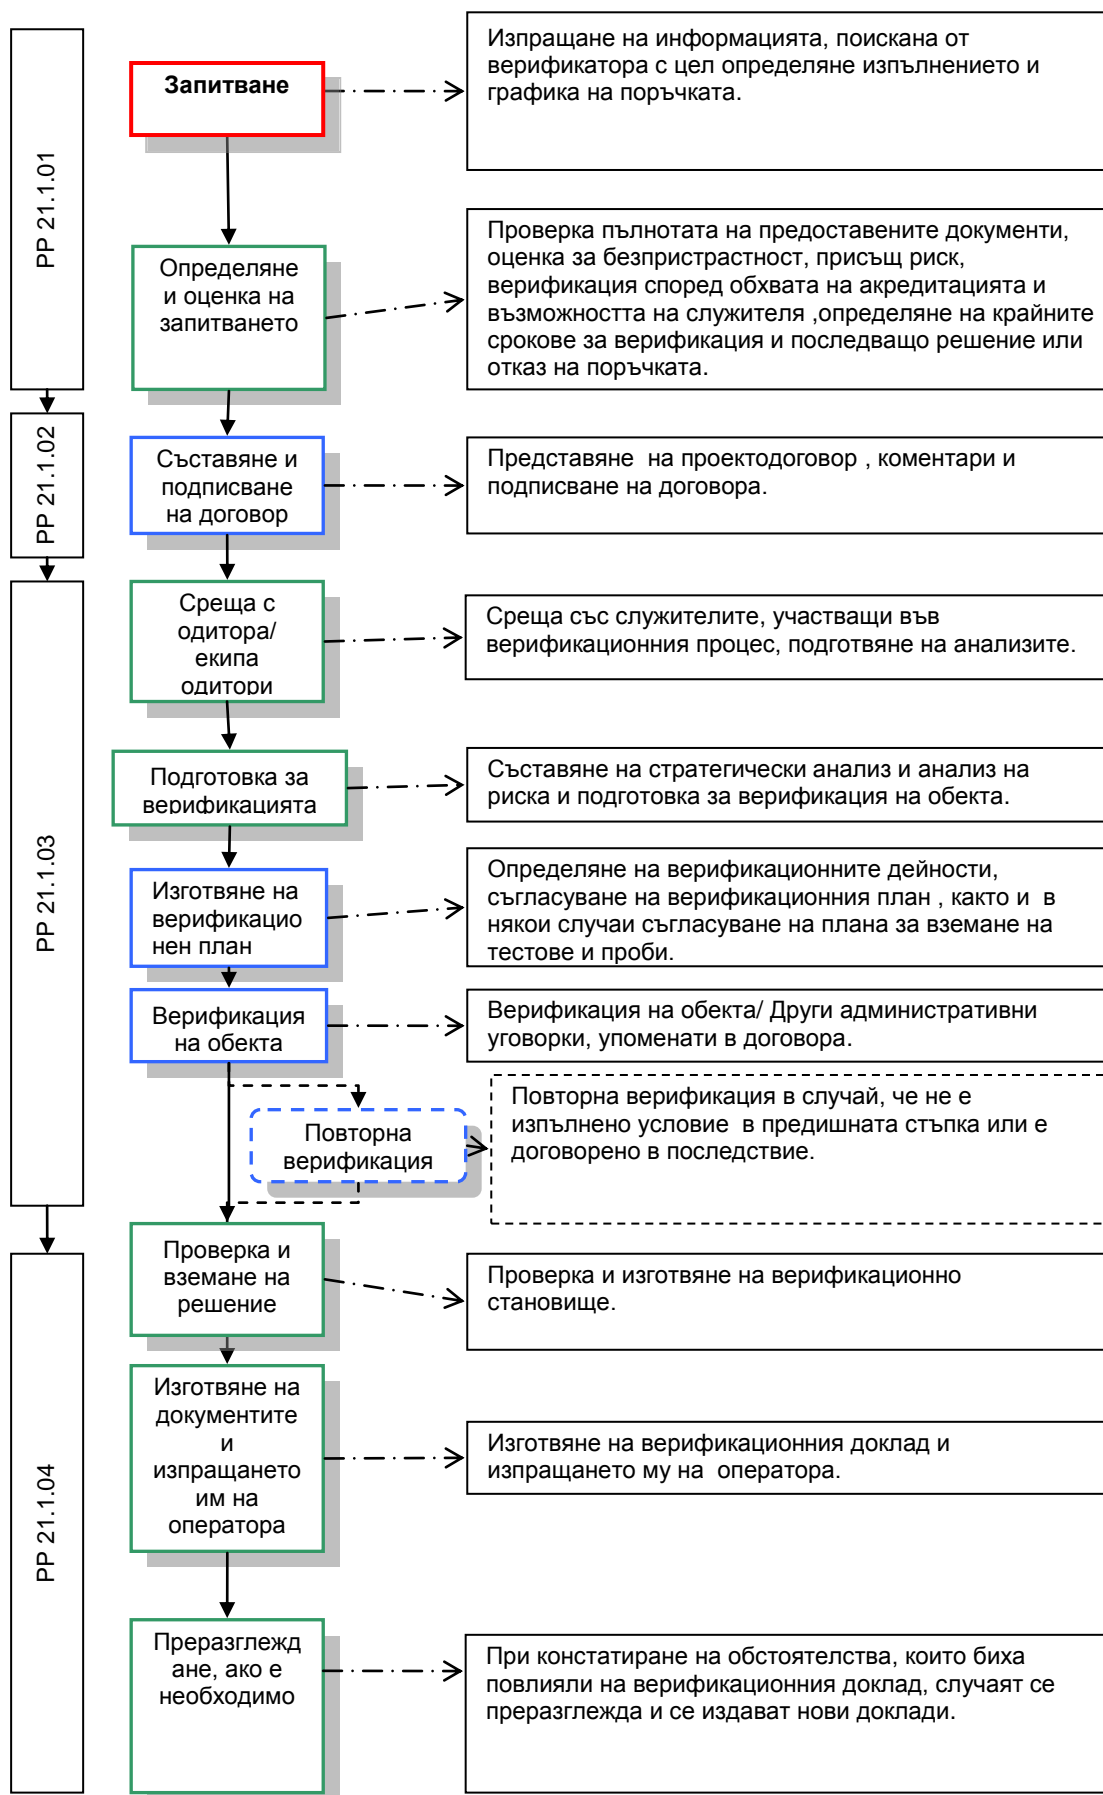 PP 21.1.01
Запитване
Изпращане на информацията, поискана от
верификатора с цел определяне изпълнението и
графика на поръчката.
Определяне
и оценка на
запитването
Проверка пълнотата на предоставените документи,
оценка за безпристрастност, присъщ риск,
верификация според обхвата на акредитацията и
възможността на служителя ,определяне на крайните
срокове за верификация и последващо решение или
отказ на поръчката.
PP 21.1.02
Съставяне и
подписване
на договор
Представяне на проектодоговор , коментари и
подписване на договора.
PP 21.1.03
Среща с
одитора/
екипа
одитори
Среща със служителите, участващи във
верификационния процес, подготвяне на анализите.
Подготовка за
верификацията
Съставяне на стратегически анализ и анализ на
риска и подготовка за верификация на обекта.
Изготвяне на
верификацио
нен план
Определяне на верификационните дейности,
съгласуване на верификационния план , както и в
някои случаи съгласуване на плана за вземане на
тестове и проби.
Верификация
на обекта
Верификация на обекта/ Други административни
уговорки, упоменати в договора.
Повторна
верификация
Повторна верификация в случай, че не е
изпълнено условие в предишната стъпка или е
договорено в последствие.
PP 21.1.04
Проверка и
вземане на
решение
Проверка и изготвяне на верификационно
становище.
Изготвяне на
документите
и
изпращането
им на
оператора
Изготвяне на верификационния доклад и
изпращането му на оператора.
Преразглежд
ане, ако е
необходимо
При констатиране на обстоятелства, които биха
повлияли на верификационния доклад, случаят се
преразглежда и се издават нови доклади.